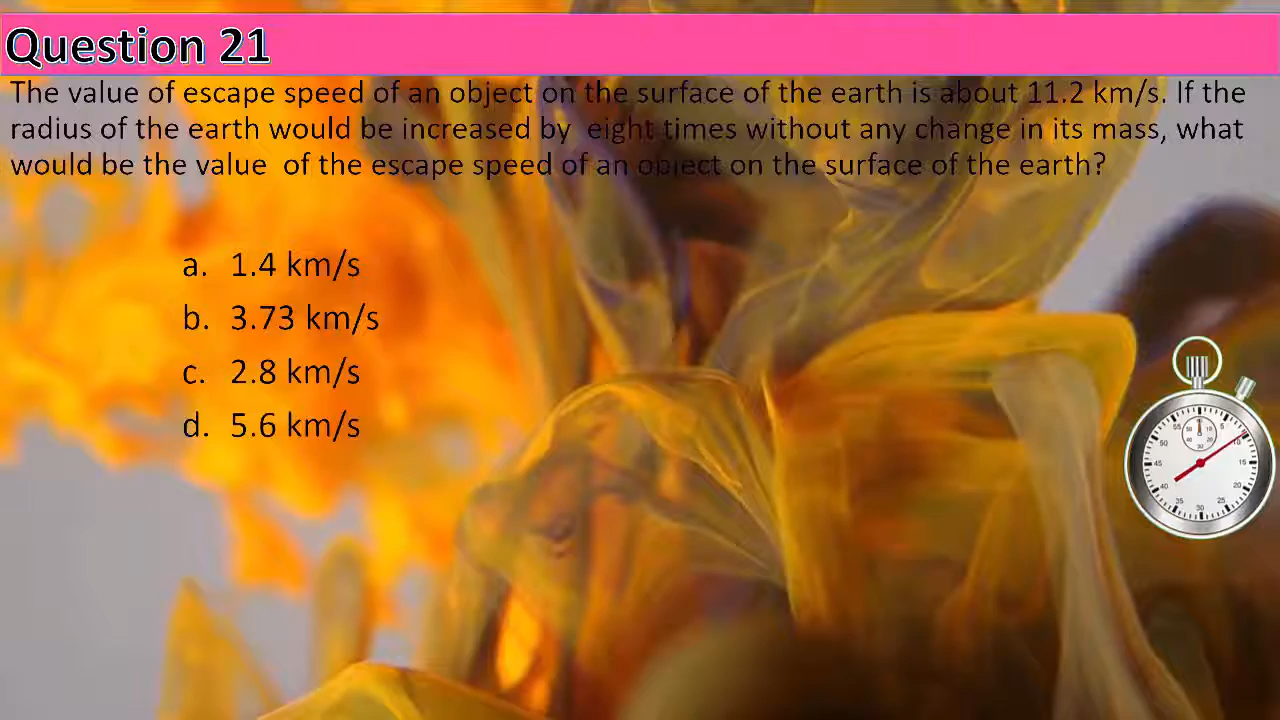 Question 21
The value of escape speed of an object on the surface of the earth is about 11.2 km/s. If the
radius of the earth would be increased by  eight times without any change in its mass, what
would be the value  of the escape speed of an object on the surface of the earth?
a. 1.4 km/s
b. 3.73 km/s
c. 2.8 km/s
d. 5.6 km/s